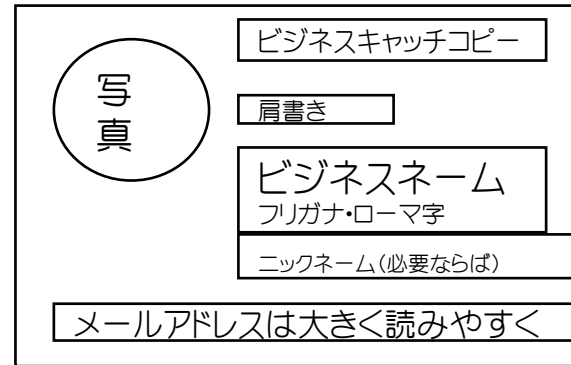 ビジネスキャッチコピー
写真
肩書き
ビジネスネーム
フリガナ・ローマ字
ニックネーム(必要ならば)
メールアドレスは大きく読みやすく